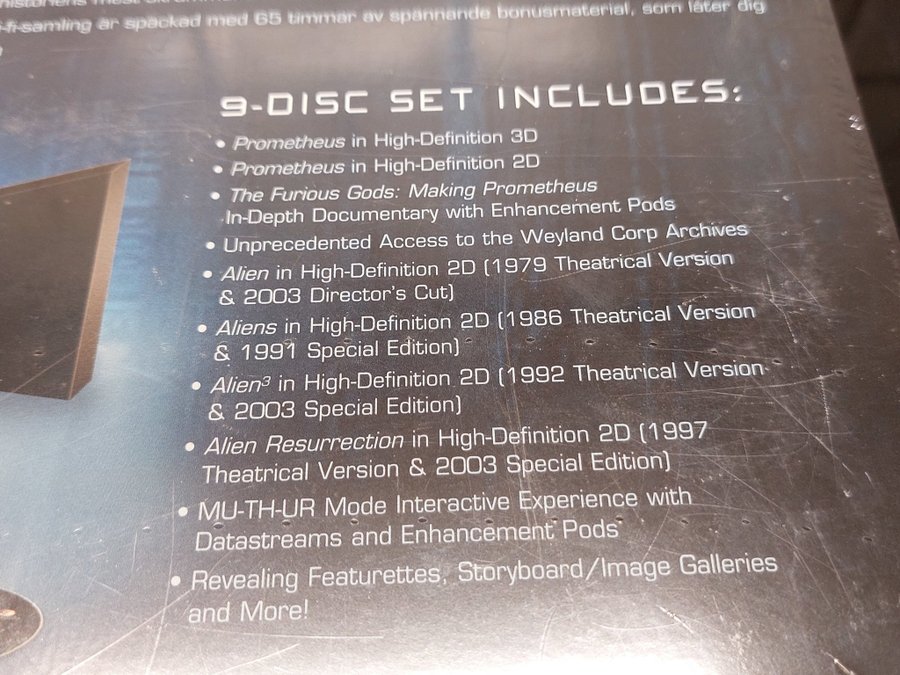 fi-samling är späckad med 65 timmar av spännande bonusmaterial, som låter dig
9-DISC SET INCLUDES:
• Prometheus in High-Definition 3D
• Prometheus in High-Definition 2D
• The Furious Gods: Making Prometheus
In-Depth Documentary with Enhancement Pods
• Unprecedented Access to the Weyland Corp Archives
• Alien in High-Definition 2D (1979 Theatrical Version
& 2003 Director's Cut)
• Aliens in High-Definition 2D (1986 Theatrical Version
& 1991 Special Edition)
• Alien³ in High-Definition 2D (1992 Theatrical Version
& 2003 Special Edition)
• Alien Resurrection in High-Definition 2D (1997
Theatrical Version & 2003 Special Edition)
• MU-TH-UR Mode Interactive Experience with
Datastreams and Enhancement Pods
• Revealing Featurettes, Storyboard/Image Galleries
and More!